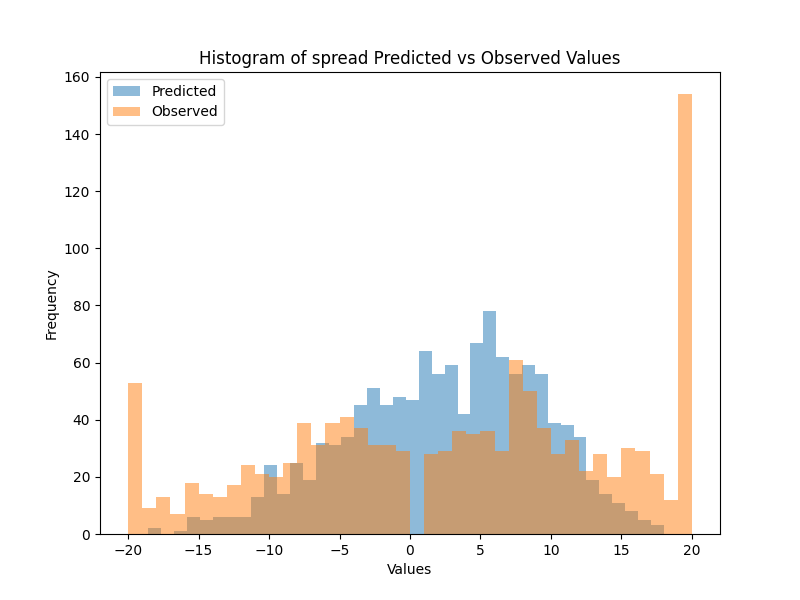 Histogram of spread Predicted vs Observed Values
Predicted
Observed
160
140
120
100
80
60
40
20
0
Frequency
−20 −15 −10 −5 0 5 10 15 20
Values